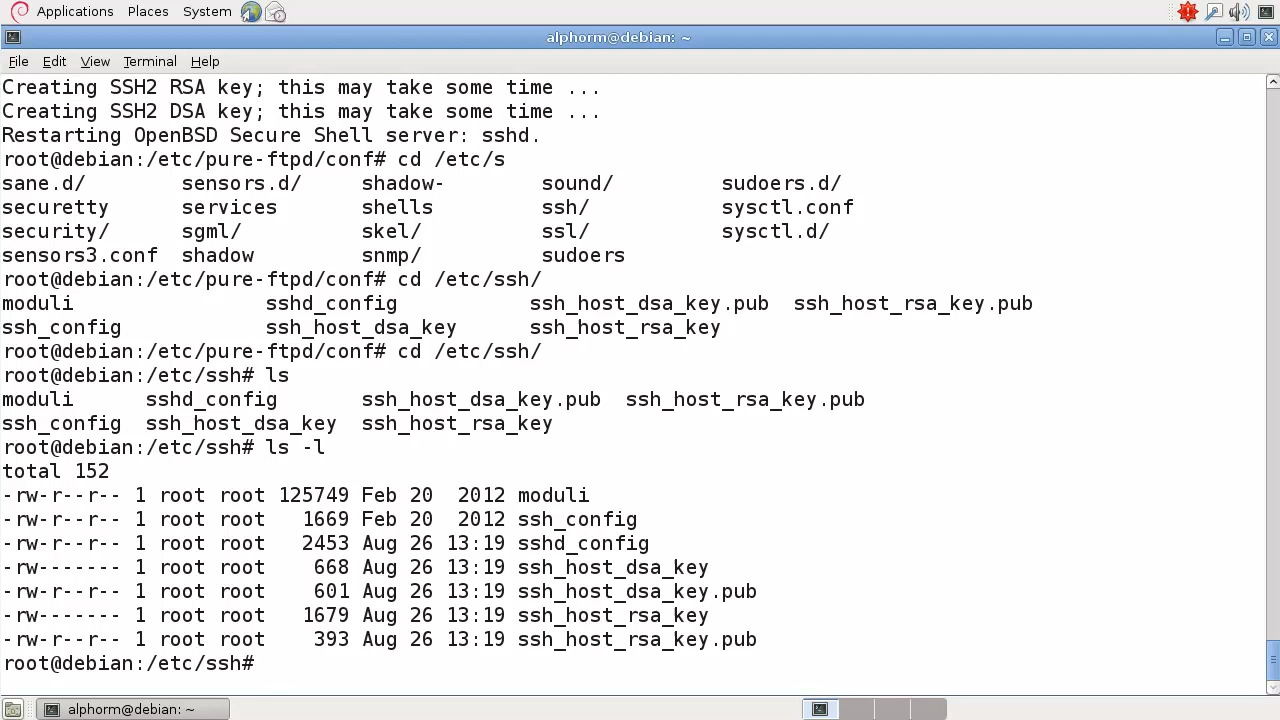 Applications Places System
alphorm@debian: ~
File Edit View Terminal Help
Creating SSH2 RSA key; this may take some time ...
Creating SSH2 DSA key; this may take some time ...
Restarting OpenBSD Secure Shell server: sshd.
root@debian:/etc/pure-ftpd/conf# cd /etc/s
sane.d/        sensors.d/     shadow-        sound/         sudoers.d/
securetty      services       shells         ssh/           sysctl.conf
security/      sgml/          skel/          ssl/           sysctl.d/
sensors3.conf  shadow         snmp/          sudoers
root@debian:/etc/pure-ftpd/conf# cd /etc/ssh/
moduli                sshd_config           ssh_host_dsa_key.pub  ssh_host_rsa_key.pub
ssh_config            ssh_host_dsa_key      ssh_host_rsa_key
root@debian:/etc/pure-ftpd/conf# cd /etc/ssh/
root@debian:/etc/ssh# ls
moduli      sshd_config       ssh_host_dsa_key.pub  ssh_host_rsa_key.pub
ssh_config  ssh_host_dsa_key  ssh_host_rsa_key
root@debian:/etc/ssh# ls -l
total 152
-rw-r--r-- 1 root root 125749 Feb 20  2012 moduli
-rw-r--r-- 1 root root   1669 Feb 20  2012 ssh_config
-rw-r--r-- 1 root root   2453 Aug 26 13:19 sshd_config
-rw------- 1 root root    668 Aug 26 13:19 ssh_host_dsa_key
-rw-r--r-- 1 root root    601 Aug 26 13:19 ssh_host_dsa_key.pub
-rw------- 1 root root   1679 Aug 26 13:19 ssh_host_rsa_key
-rw-r--r-- 1 root root    393 Aug 26 13:19 ssh_host_rsa_key.pub
root@debian:/etc/ssh#
alphorm@debian: ~